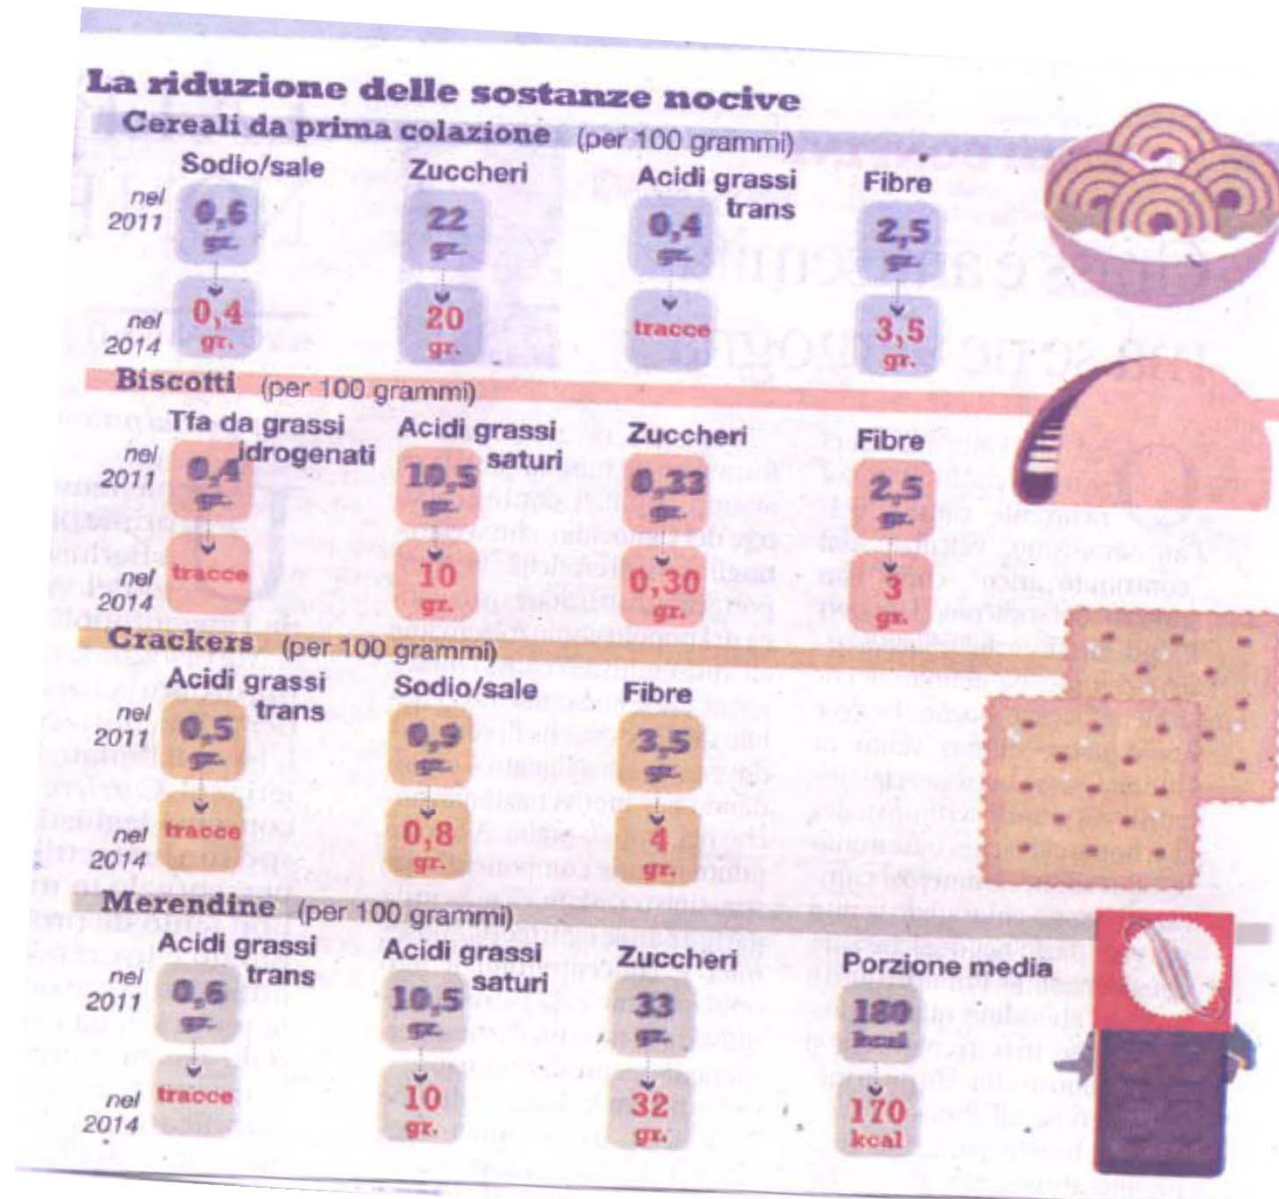 La riduzione delle sostanze nocive
Cereali da prima colazione (per 100 grammi)
Sodio/sale Zuccheri Acidi grassi trans Fibre
nel 2011 0,6 gr. 22 gr. 0,4 gr. 2,5 gr.
nel 2014 0,4 gr. 20 gr. tracce 3,5 gr.
Biscotti (per 100 grammi)
Tfa da grassi idrogenati Acidi grassi saturi Zuccheri Fibre
nel 2011 0,4 gr. 10,5 gr. 0,33 gr. 2,5 gr.
nel 2014 tracce 10 gr. 0,30 gr. 3 gr.
Crackers (per 100 grammi)
Acidi grassi trans Sodio/sale Fibre
nel 2011 0,5 gr. 0,9 gr. 3,5 gr.
nel 2014 tracce 0,8 gr. 4 gr.
Merendine (per 100 grammi)
Acidi grassi trans Acidi grassi saturi Zuccheri Porzione media
nel 2011 0,6 gr. 10,5 gr. 33 gr. 180 kcal
nel 2014 tracce 10 gr. 32 gr. 170 kcal